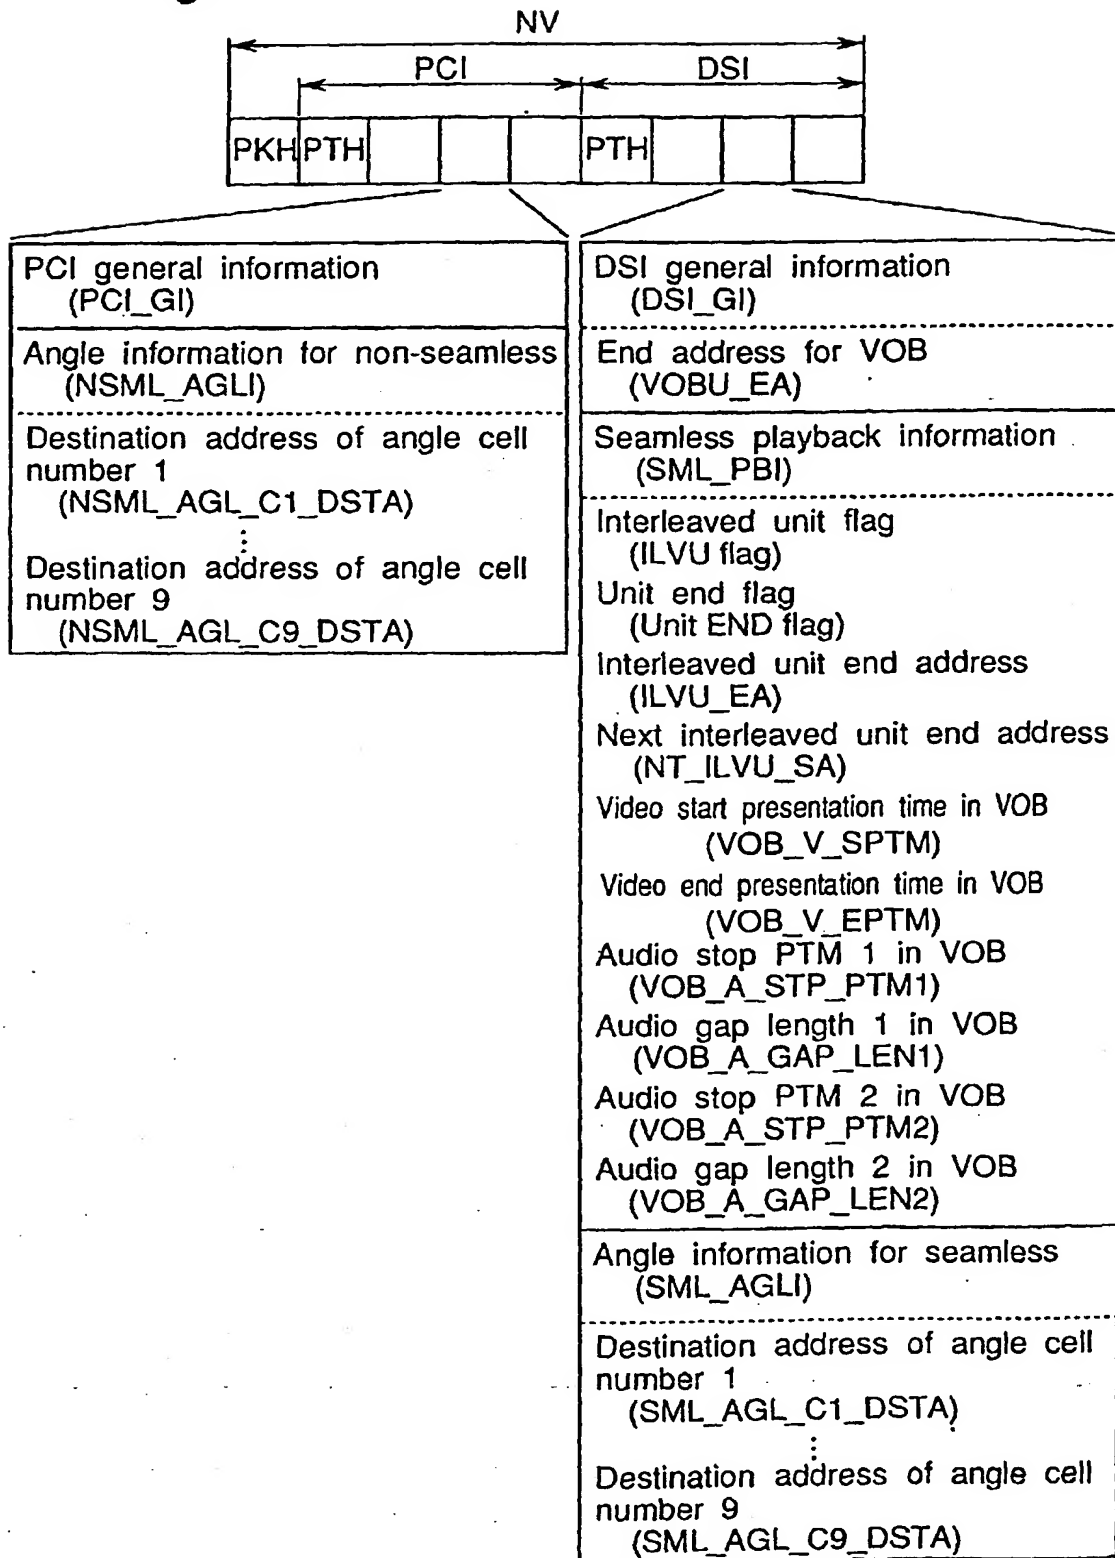 NV
PCI
DSI
PKH
PTH
PTH
PCI general information
(PCI_GI)
Angle information for non-seamless
(NSML_AGLI)
Destination address of angle cell
number 1
(NSML_AGL_C1_DSTA)
⋮
Destination address of angle cell
number 9
(NSML_AGL_C9_DSTA)
DSI general information
(DSI_GI)
End address for VOB
(VOBU_EA)
Seamless playback information
(SML_PBI)
Interleaved unit flag
(ILVU flag)
Unit end flag
(Unit END flag)
Interleaved unit end address
(ILVU_EA)
Next interleaved unit end address
(NT_ILVU_SA)
Video start presentation time in VOB
(VOB_V_SPTM)
Video end presentation time in VOB
(VOB_V_EPTM)
Audio stop PTM 1 in VOB
(VOB_A_STP_PTM1)
Audio gap length 1 in VOB
(VOB_A_GAP_LEN1)
Audio stop PTM 2 in VOB
(VOB_A_STP_PTM2)
Audio gap length 2 in VOB
(VOB_A_GAP_LEN2)
Angle information for seamless
(SML_AGLI)
Destination address of angle cell
number 1
(SML_AGL_C1_DSTA)
⋮
Destination address of angle cell
number 9
(SML_AGL_C9_DSTA)